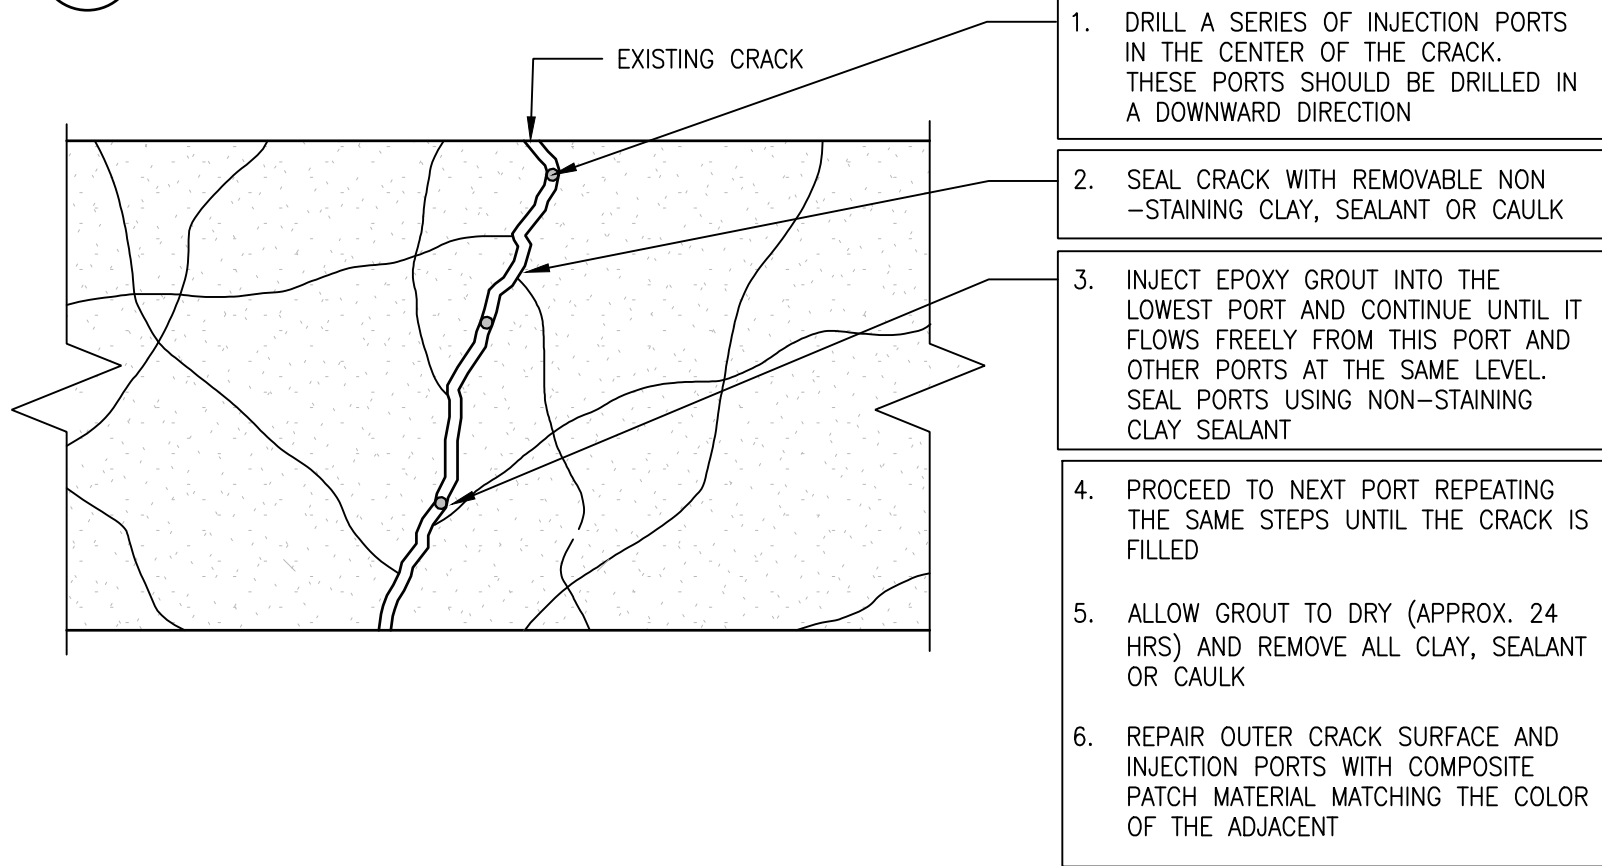 EXISTING CRACK
1. DRILL A SERIES OF INJECTION PORTS
IN THE CENTER OF THE CRACK.
THESE PORTS SHOULD BE DRILLED IN
A DOWNWARD DIRECTION
2. SEAL CRACK WITH REMOVABLE NON
-STAINING CLAY, SEALANT OR CAULK
3. INJECT EPOXY GROUT INTO THE
LOWEST PORT AND CONTINUE UNTIL IT
FLOWS FREELY FROM THIS PORT AND
OTHER PORTS AT THE SAME LEVEL.
SEAL PORTS USING NON-STAINING
CLAY SEALANT
4. PROCEED TO NEXT PORT REPEATING
THE SAME STEPS UNTIL THE CRACK IS
FILLED
5. ALLOW GROUT TO DRY (APPROX. 24
HRS) AND REMOVE ALL CLAY, SEALANT
OR CAULK
6. REPAIR OUTER CRACK SURFACE AND
INJECTION PORTS WITH COMPOSITE
PATCH MATERIAL MATCHING THE COLOR
OF THE ADJACENT